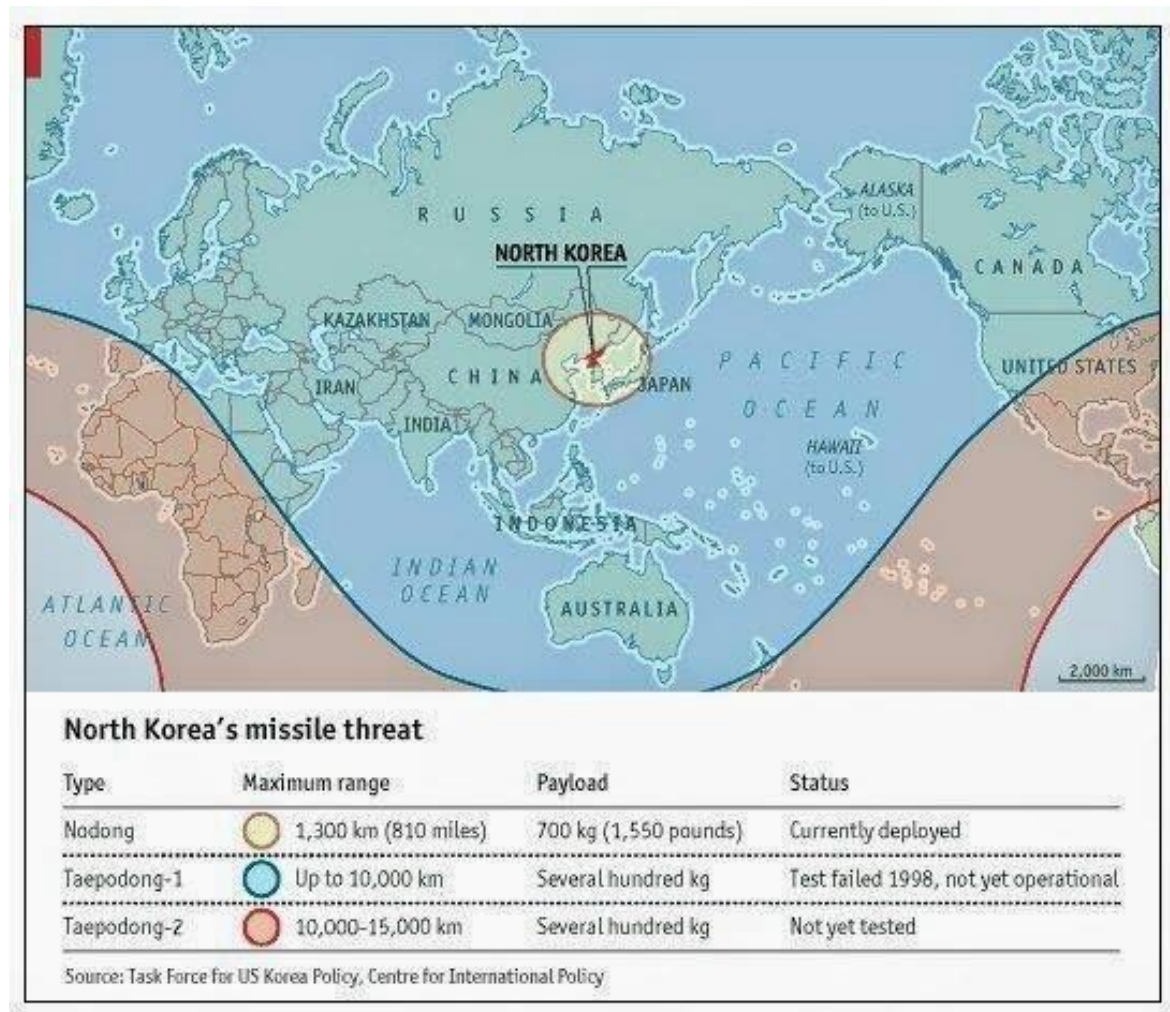 ALASKA
(to U.S.)
RUSSIA
NORTH KOREA
CANADA
KAZAKHSTAN
MONGOLIA
PACIFIC
OCEAN
UNITED STATES
CHINA
JAPAN
IRAN
INDIA
HAWAII
(to U.S.)
INDONESIA
INDIAN
OCEAN
ATLANTIC
OCEAN
AUSTRALIA
2,000 km
North Korea's missile threat
Type Maximum range Payload Status
Nodong 1,300 km (810 miles) 700 kg (1,550 pounds) Currently deployed
Taepodong-1 Up to 10,000 km Several hundred kg Test failed 1998, not yet operational
Taepodong-2 10,000-15,000 km Several hundred kg Not yet tested
Source: Task Force for US Korea Policy, Centre for International Policy